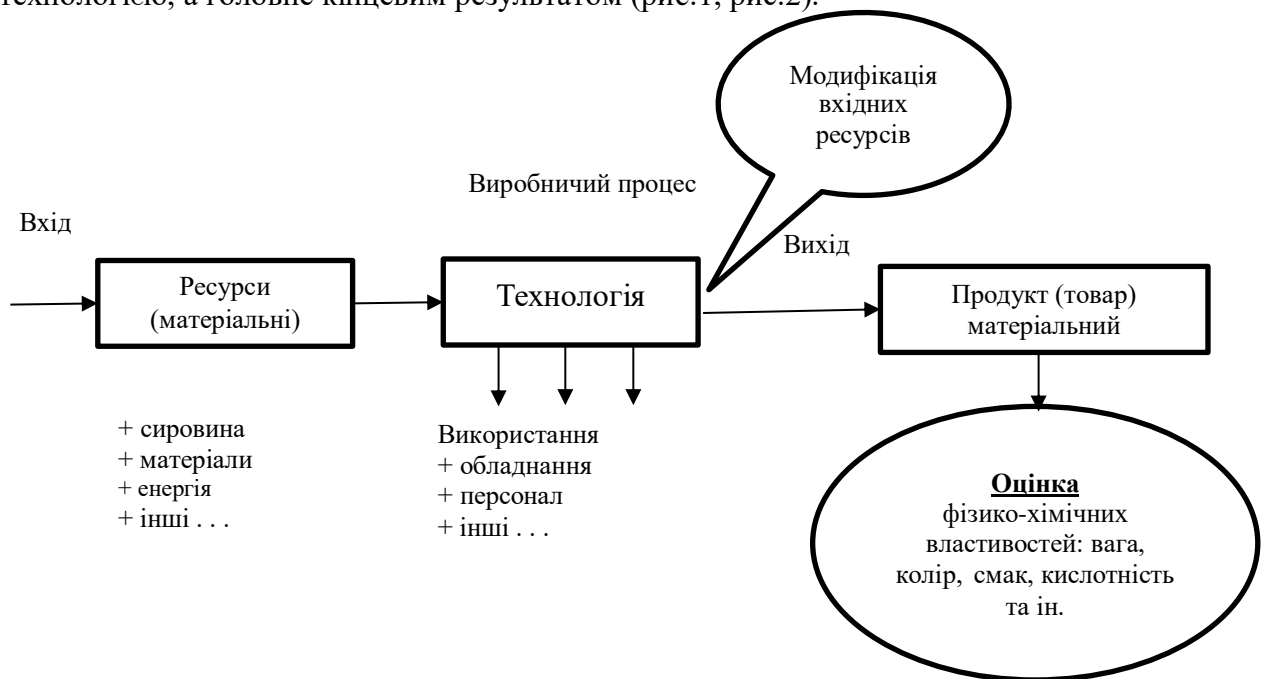 технологією, а головне кінцевим результатом (рис.1, рис.2).
Модифікація
вхідних
ресурсів
Виробничий процес
Вхід
Вихід
Ресурси
(матеріальні)
Технологія
Продукт (товар)
матеріальний
+ сировина
+ матеріали
+ енергія
+ інші . . .
Використання
+ обладнання
+ персонал
+ інші . . .
Оцінка
фізико-хімічних
властивостей: вага,
колір, смак, кислотність
та ін.